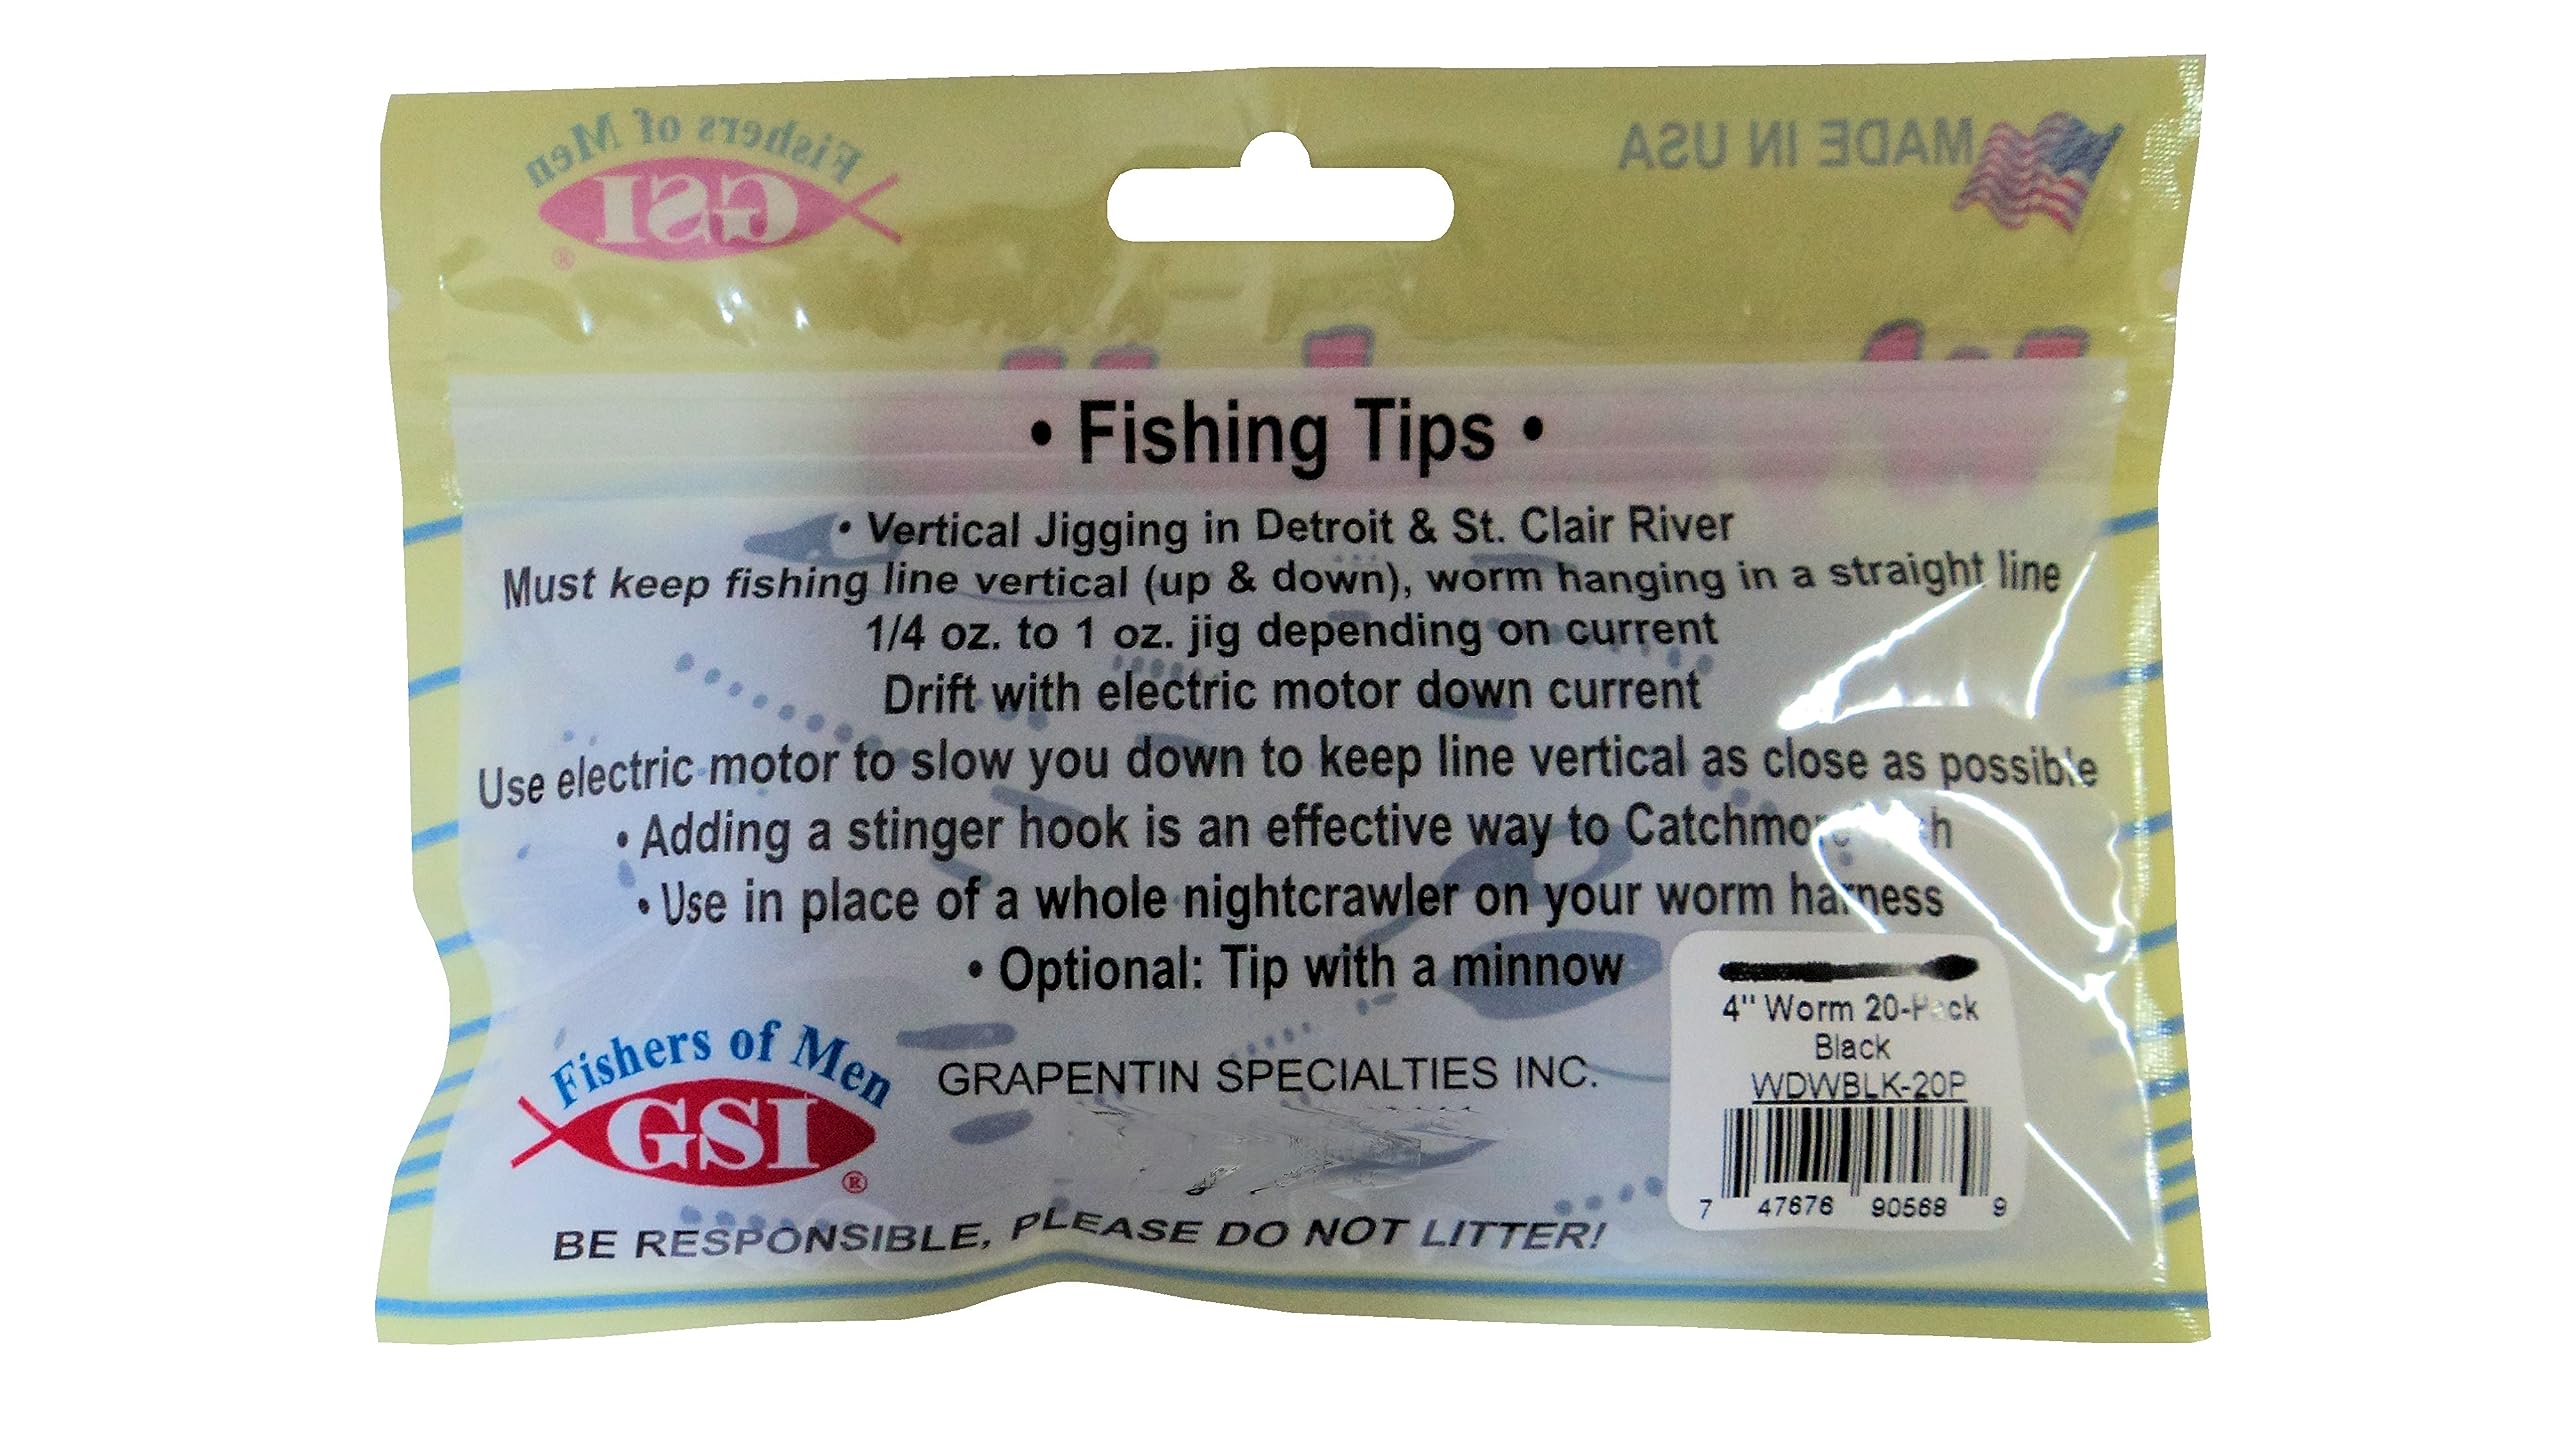 Fishers of Men
GSI
®
MADE IN USA
• Fishing Tips •
• Vertical Jigging in Detroit & St. Clair River
Must keep fishing line vertical (up & down), worm hanging in a straight line
1/4 oz. to 1 oz. jig depending on current
Drift with electric motor down current
Use electric motor to slow you down to keep line vertical as close as possible
• Adding a stinger hook is an effective way to Catchmore
• Use in place of a whole nightcrawler on your worm harness
• Optional: Tip with a minnow
4" Worm 20-Pack
Black
WDWBLK-20P
7 47676 90568 9
Fishers of Men
GSI
®
GRAPENTIN SPECIALTIES INC.
BE RESPONSIBLE, PLEASE DO NOT LITTER!